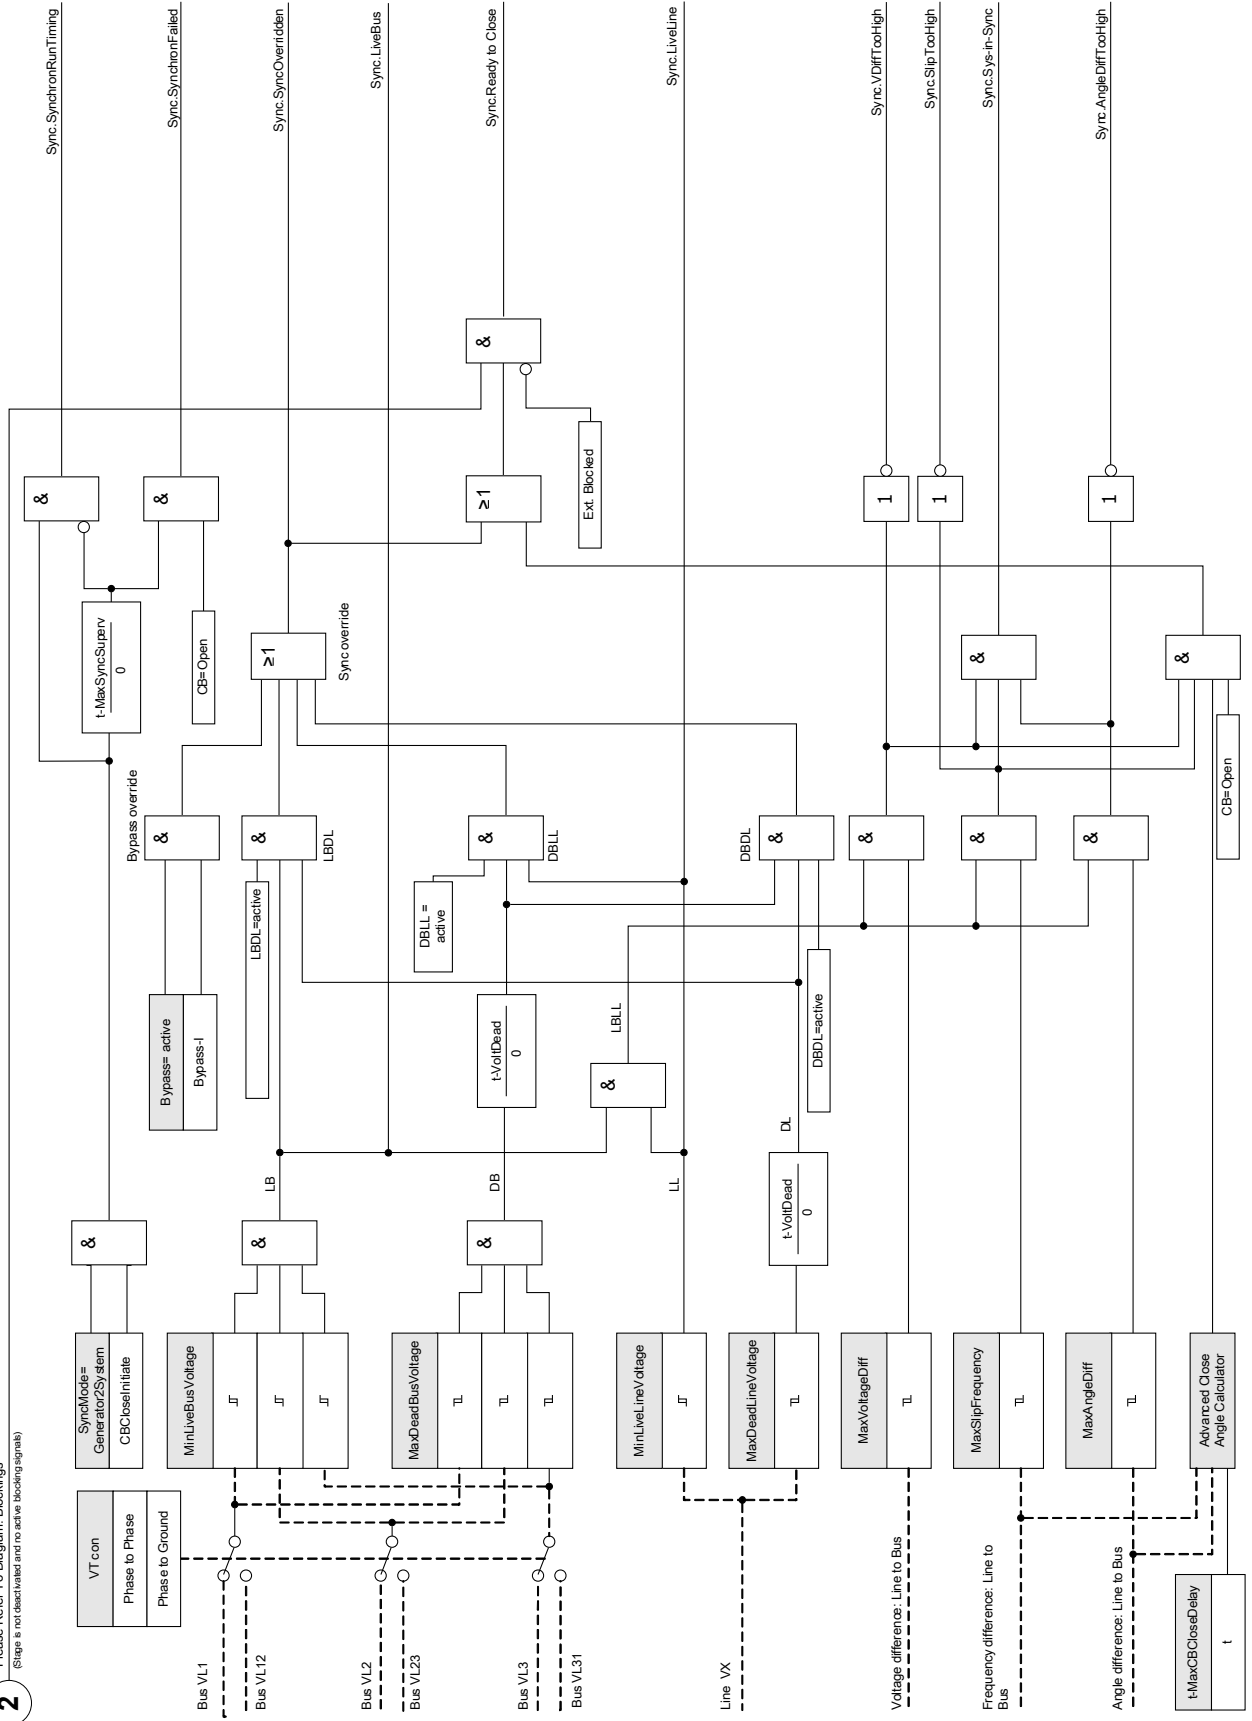 2
Please Refer To Diagram: Blockings
(Stage is not deactivated and no active blocking signals)
VT con
Phase to Phase
Phase to Ground
Bus VL1
Bus VL12
Bus VL2
Bus VL23
Bus VL3
Bus VL31
Line VX
Voltage difference: Line to Bus
Frequency difference: Line to
Bus
Angle difference: Line to Bus
t-MaxCBCloseDelay
t
SyncMode=
Generator2System
CBCloseInitiate
MinLiveBusVoltage
MaxDeadBusVoltage
MinLiveLineVoltage
MaxDeadLineVoltage
MaxVoltageDiff
MaxSlipFrequency
MaxAngleDiff
Advanced Close
Angle Calculator
&
&
&
LB
DB
LL
t-VoltDead
0
DL
Bypass= active
Bypass-I
LBDL=active
t-VoltDead
0
&
LBLL
DBDL=active
DBLL =
active
Bypass override
&
&
LBDL
&
DBLL
DBDL
&
&
&
&
CB=Open
t-MaxSyncSuperv
0
CB=Open
≥1
Sync override
&
&
&
&
≥1
Ext. Blocked
1
1
1
&
Sync.SynchronRunTiming
Sync.SynchronFailed
Sync.SyncOverridden
Sync.LiveBus
Sync.Ready to Close
Sync.LiveLine
Sync.VDiffTooHigh
Sync.SlipTooHigh
Sync.Sys-in-Sync
Sync.AngleDiffTooHigh